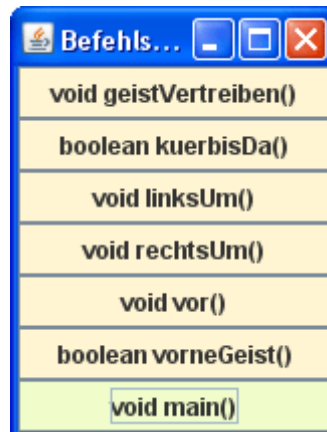 Befehls...
void geistVertreiben()
boolean kuerbisDa()
void linksUm()
void rechtsUm()
void vor()
boolean vorneGeist()
void main()